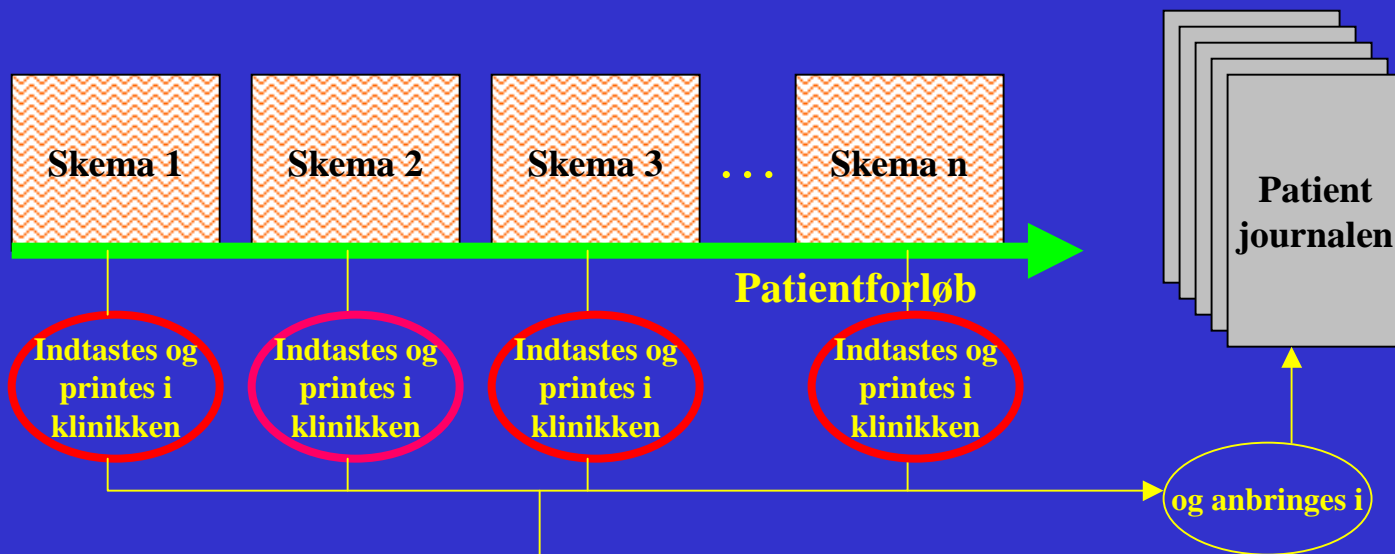 Skema 1
Skema 2
Skema 3
. . .
Skema n
Patient
journalen
Patientforløb
Indtastes og
printes i
klinikken
Indtastes og
printes i
klinikken
Indtastes og
printes i
klinikken
Indtastes og
printes i
klinikken
og anbringes i